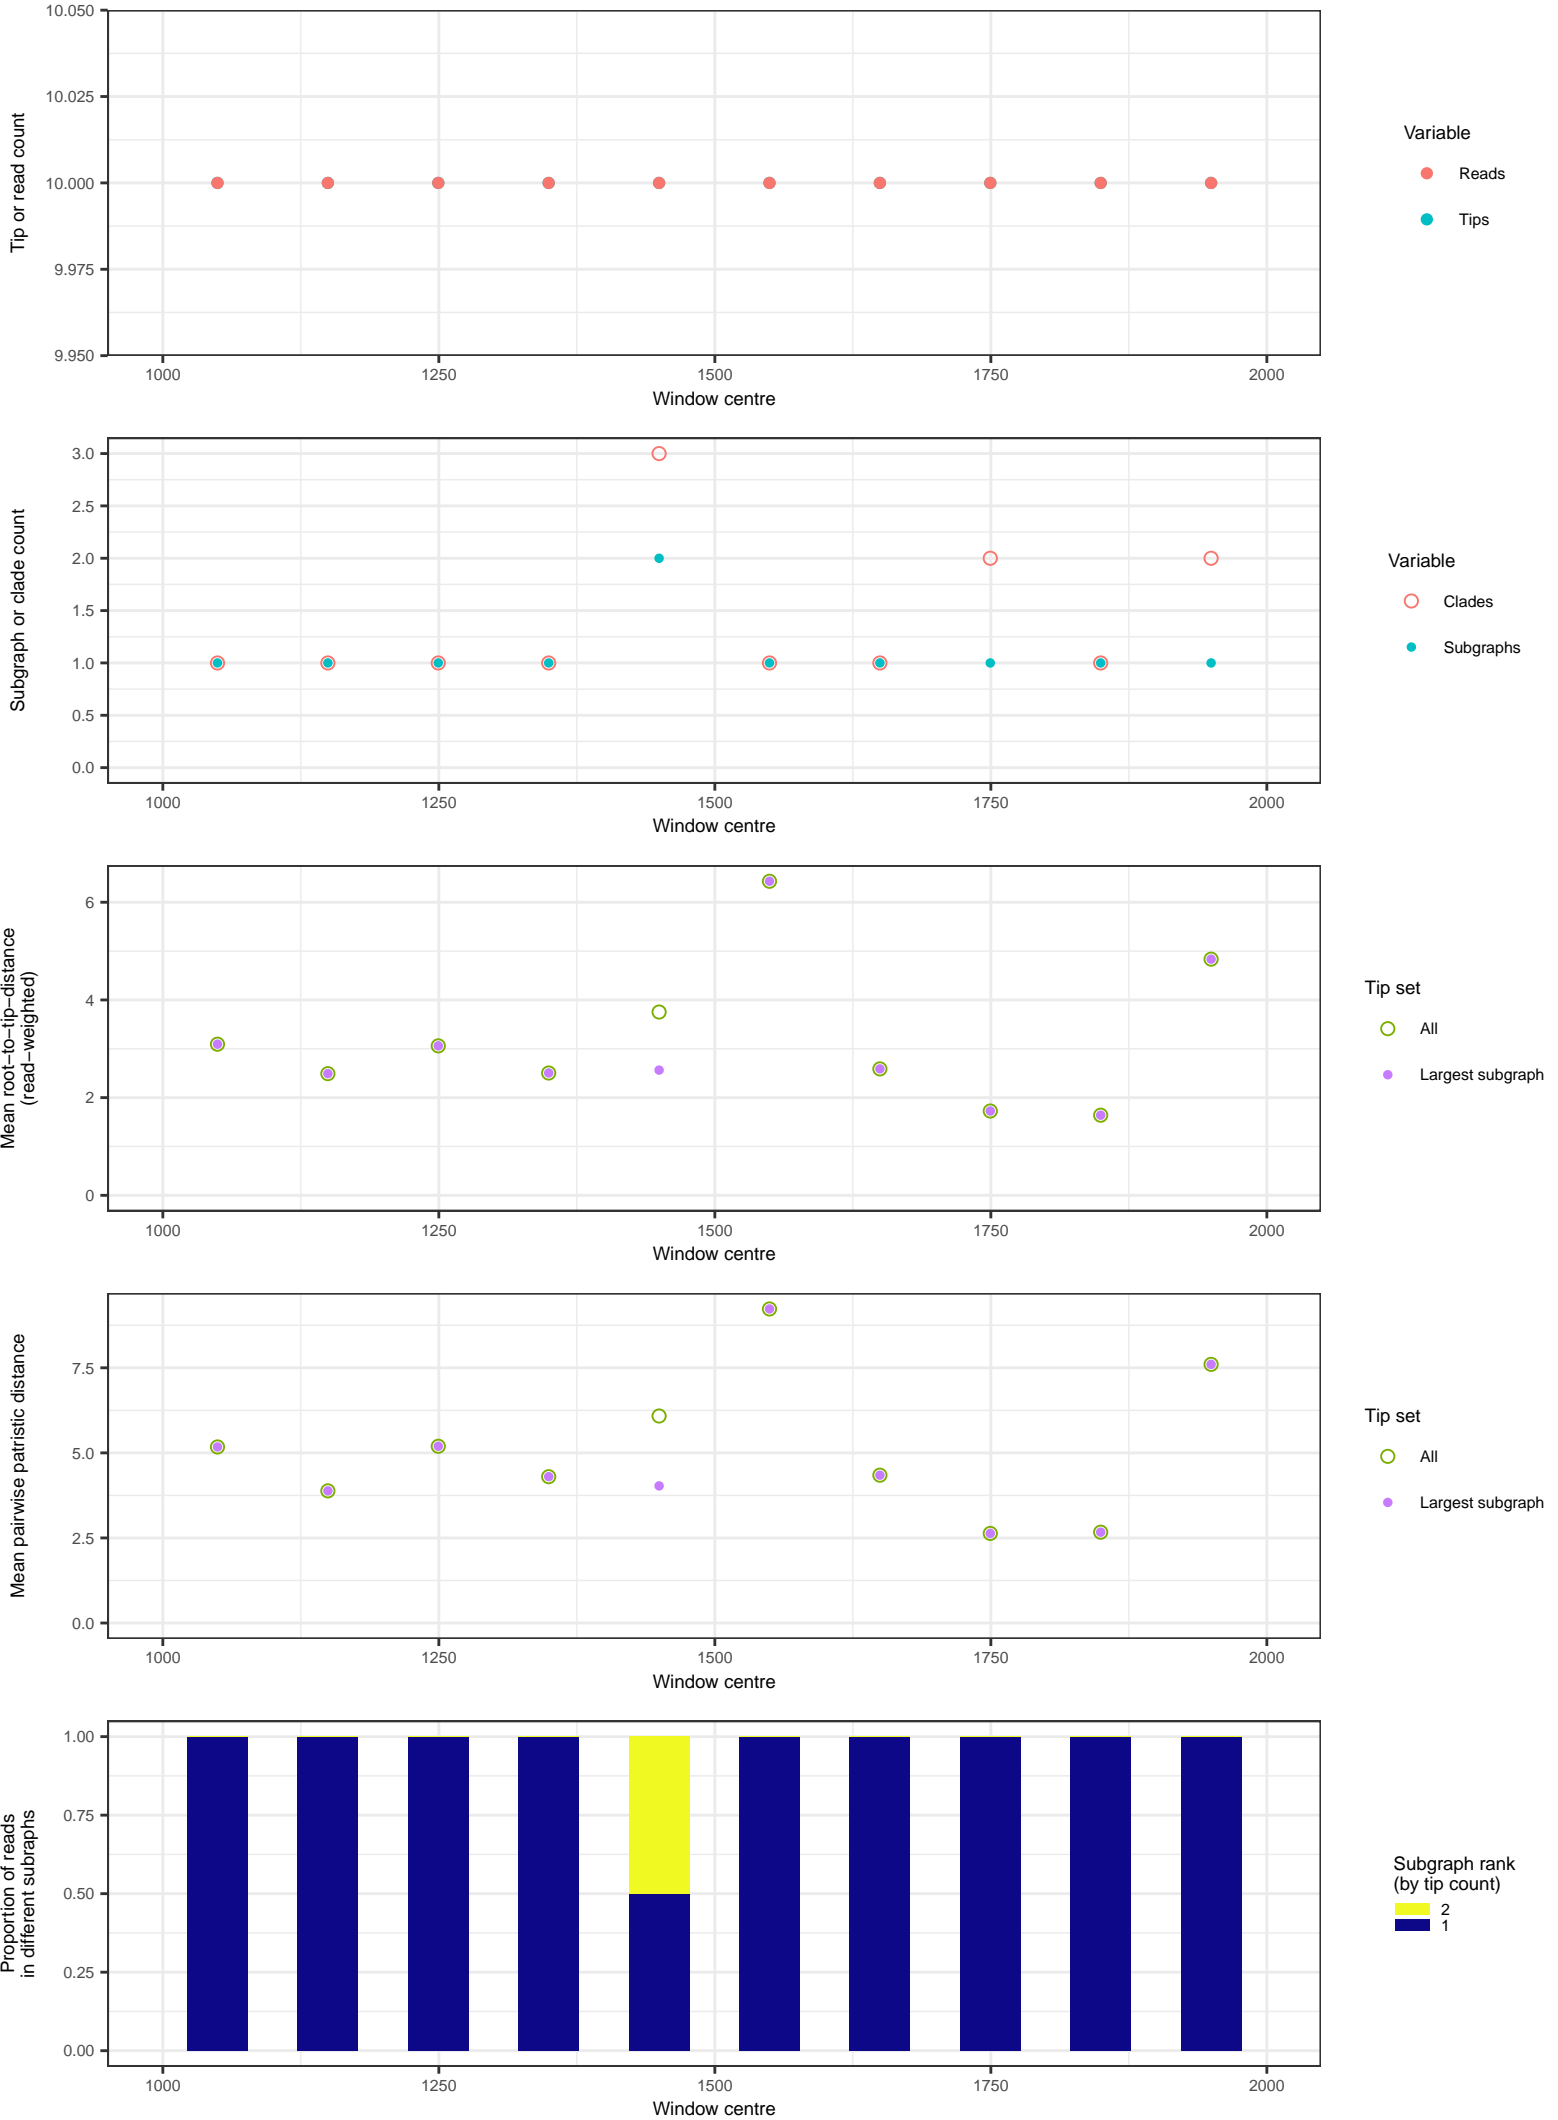 10.050
10.025
10.000
9.975
9.950
Tip or read count
1000 1250 1500 1750 2000
Window centre
Variable
Reads
Tips
3.0
2.5
2.0
1.5
1.0
0.5
0.0
Subgraph or clade count
1000 1250 1500 1750 2000
Window centre
Variable
Clades
Subgraphs
6
4
2
0
Mean root−to−tip−distance
(read−weighted)
1000 1250 1500 1750 2000
Window centre
Tip set
All
Largest subgraph
7.5
5.0
2.5
0.0
Mean pairwise patristic distance
1000 1250 1500 1750 2000
Window centre
Tip set
All
Largest subgraph
1.00
0.75
0.50
0.25
0.00
Proportion of reads
in different subraphs
1000 1250 1500 1750 2000
Window centre
Subgraph rank
(by tip count)
2
1